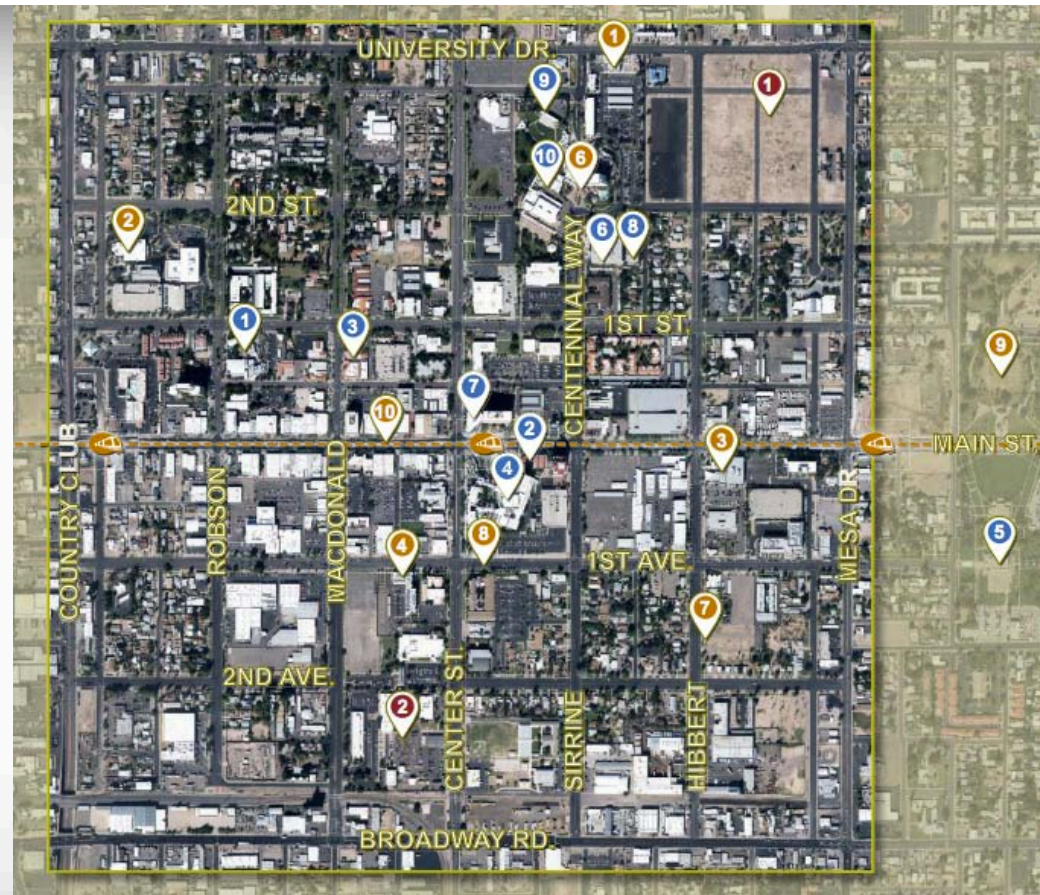 UNIVERSITY DR.
1
9
1
10
6
2ND ST.
2
6
8
CENTENNIAL WAY
1
3
1ST ST.
9
7
10
2
3
MAIN ST.
COUNTRY CLUB
ROBSON
MACDONALD
4
MESA DR.
4
8
5
1ST AVE.
7
2ND AVE.
2
CENTER ST.
SIRRINE
HIBBERT
BROADWAY RD.